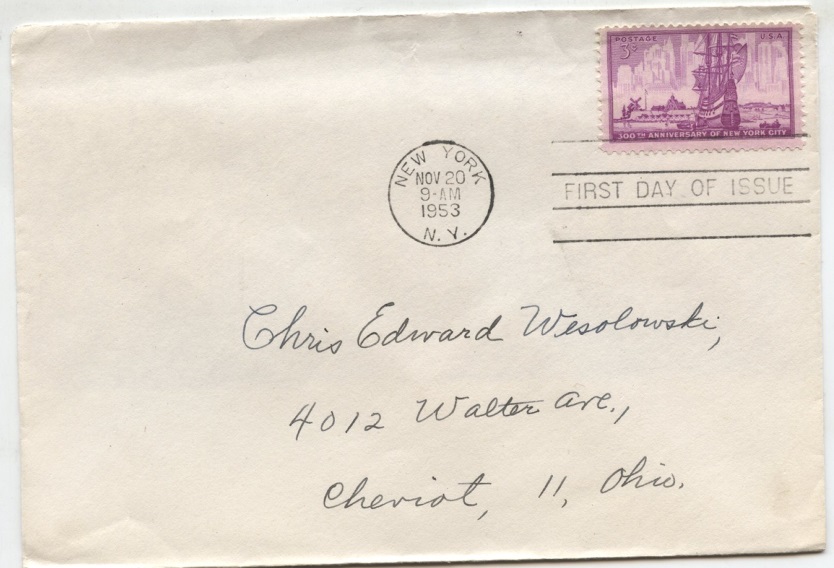 POSTAGE U.S.A.
3¢
300TH ANNIVERSARY OF NEW YORK CITY
NEW YORK
NOV 20
9-AM
1953
N. Y.
FIRST DAY OF ISSUE
Chris Edward Wesolowski,
4012 Walter Ave.,
Cheviot, 11, Ohio.